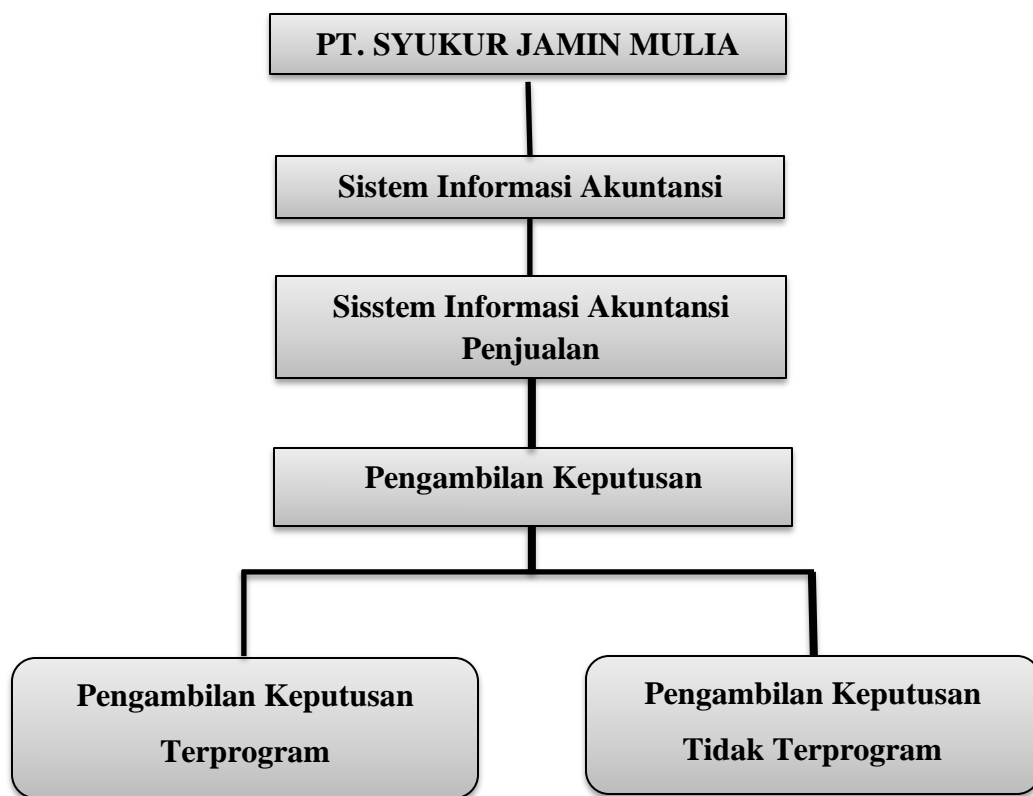 PT. SYUKUR JAMIN MULIA
Sistem Informasi Akuntansi
Sisstem Informasi Akuntansi
Penjualan
Pengambilan Keputusan
Pengambilan Keputusan
Terprogram
Pengambilan Keputusan
Tidak Terprogram